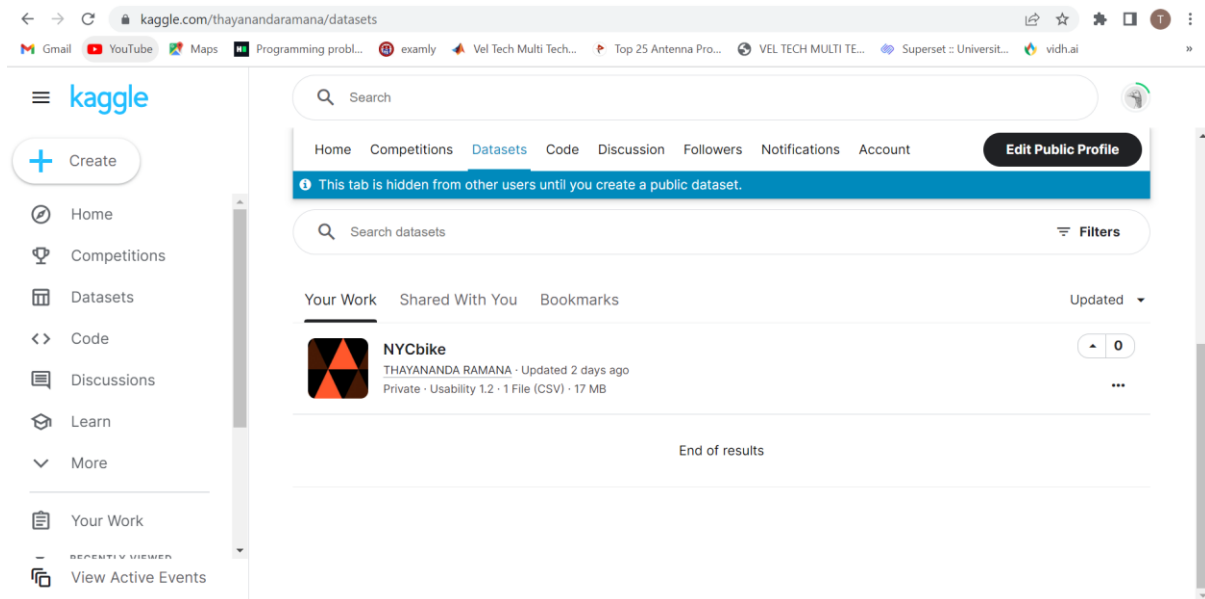 kaggle.com/thayanandaramana/datasets
T
Gmail YouTube Maps Programming probl... examly Vel Tech Multi Tech... Top 25 Antenna Pro... VEL TECH MULTI TE... Superset :: Universit... vidh.ai »
kaggle
Search
Create
Home Competitions Datasets Code Discussion Followers Notifications Account Edit Public Profile
This tab is hidden from other users until you create a public dataset.
Search datasets Filters
Home
Competitions
Datasets
Code
Discussions
Learn
More
Your Work
RECENTLY VIEWED
View Active Events
Your Work Shared With You Bookmarks Updated
NYCbike
THAYANANDA RAMANA · Updated 2 days ago
Private · Usability 1.2 · 1 File (CSV) · 17 MB
0
End of results